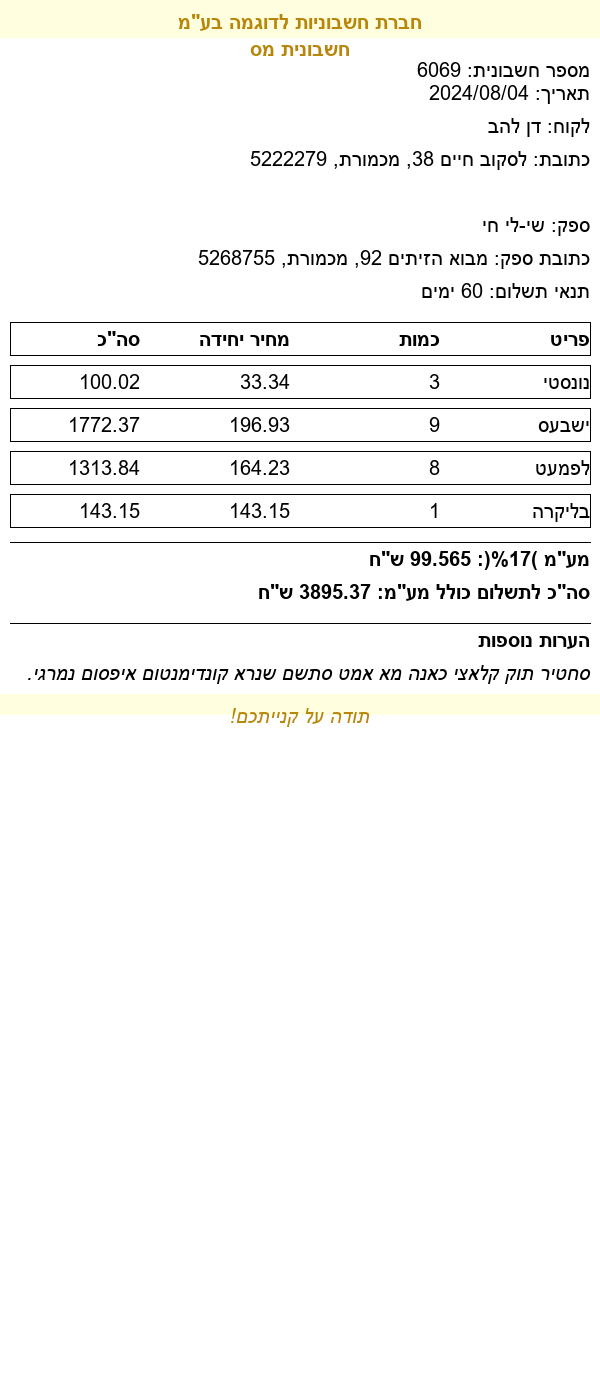 חברת חשבוניות לדוגמה בע"מ
חשבונית מס
מספר חשבונית: 6069
תאריך: 2024/08/04
לקוח: דן להב
כתובת: לסקוב חיים 38, מכמורת, 5222279
ספק: שי-לי חי
כתובת ספק: מבוא הזיתים 92, מכמורת, 5268755
תנאי תשלום: 60 ימים
פריט כמות מחיר יחידה סה"כ
נונסטי 3 33.34 100.02
ישבעס 9 196.93 1772.37
לפמעט 8 164.23 1313.84
בליקרה 1 143.15 143.15
מע"מ )17%(: 99.565 ש"ח
סה"כ לתשלום כולל מע"מ: 3895.37 ש"ח
הערות נוספות
סחטיר תוק קלאצי כאנה מא אמט סתשם שנרא קונדימנטום איפסום נמרגי.
תודה על קנייתכם!